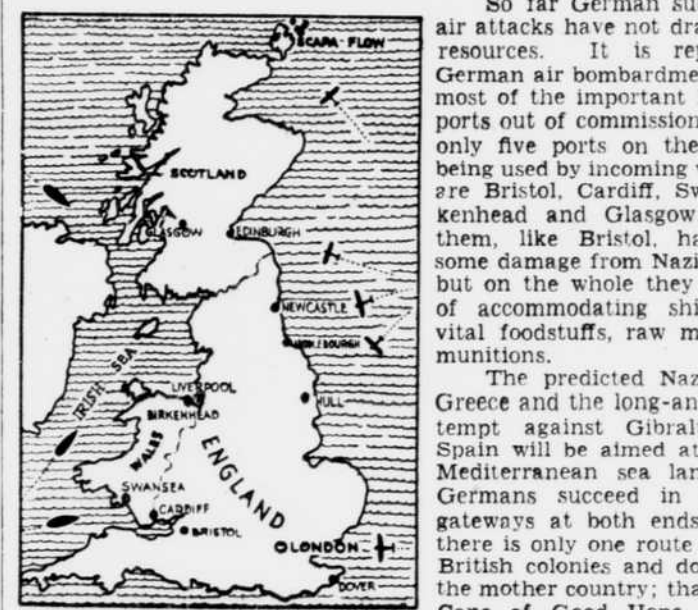 SCAPA FLOW
SCOTLAND
GLASGOW
EDINBURGH
NEWCASTLE
IRISH SEA
LIVERPOOL
BIRKENHEAD
HULL
WALES
ENGLAND
SWANSEA
CARDIFF
BRISTOL
LONDON
DOVER
So far German su
air attacks have not dra
resources. It is re
German air bombardme
most of the important
ports out of commission
only five ports on the
being used by incoming
are Bristol, Cardiff, Sw
kenhead and Glasgow
them, like Bristol, ha
some damage from Nazi
but on the whole they
of accommodating shi
vital foodstuffs, raw m
munitions.
The predicted Naz
Greece and the long-an
tempt against Gibral
Spain will be aimed at
Mediterranean sea lan
Germans succeed in
gateways at both ends
there is only one route
British colonies and do
the mother country; tha